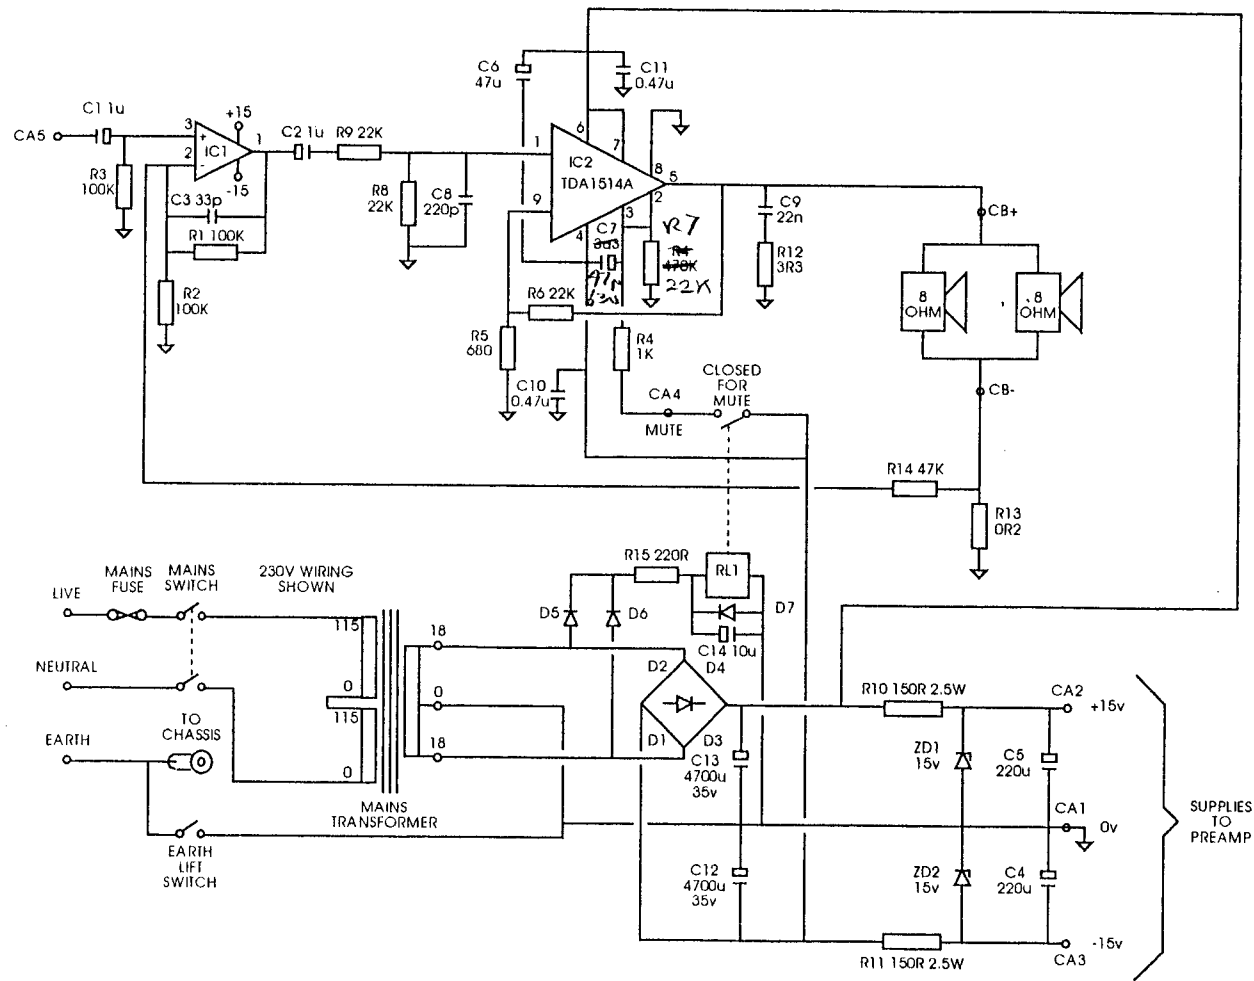 C6
47u
C11
0.47u
C1 1u
CA5
3
+
2
-
+15
IC1
1
-15
C2 1u
R9 22K
R3
100K
C3 33p
R1 100K
R2
100K
R8
22K
C8
220p
1
6
7
IC2
TDA1514A
8
5
2
9
3
4
C7
3u3
R7
R4
470K
22K
C9
22n
R12
3R3
CB+
8
OHM
8
OHM
CB-
R6 22K
R5
680
R4
1K
C10
0.47u
CA4
MUTE
CLOSED
FOR
MUTE
R14 47K
R13
0R2
LIVE
MAINS
FUSE
MAINS
SWITCH
230V WIRING
SHOWN
115
0
115
0
18
0
18
NEUTRAL
TO
CHASSIS
EARTH
EARTH
LIFT
SWITCH
MAINS
TRANSFORMER
R15 220R
RL1
D5
D6
D7
C14 10u
D2
D4
D1
D3
C13
4700u
35v
C12
4700u
35v
R10 150R 2.5W
CA2
+15v
ZD1
15v
C5
220u
CA1
0v
ZD2
15v
C4
220u
-15v
CA3
R11 150R 2.5W
SUPPLIES
TO
PREAMP